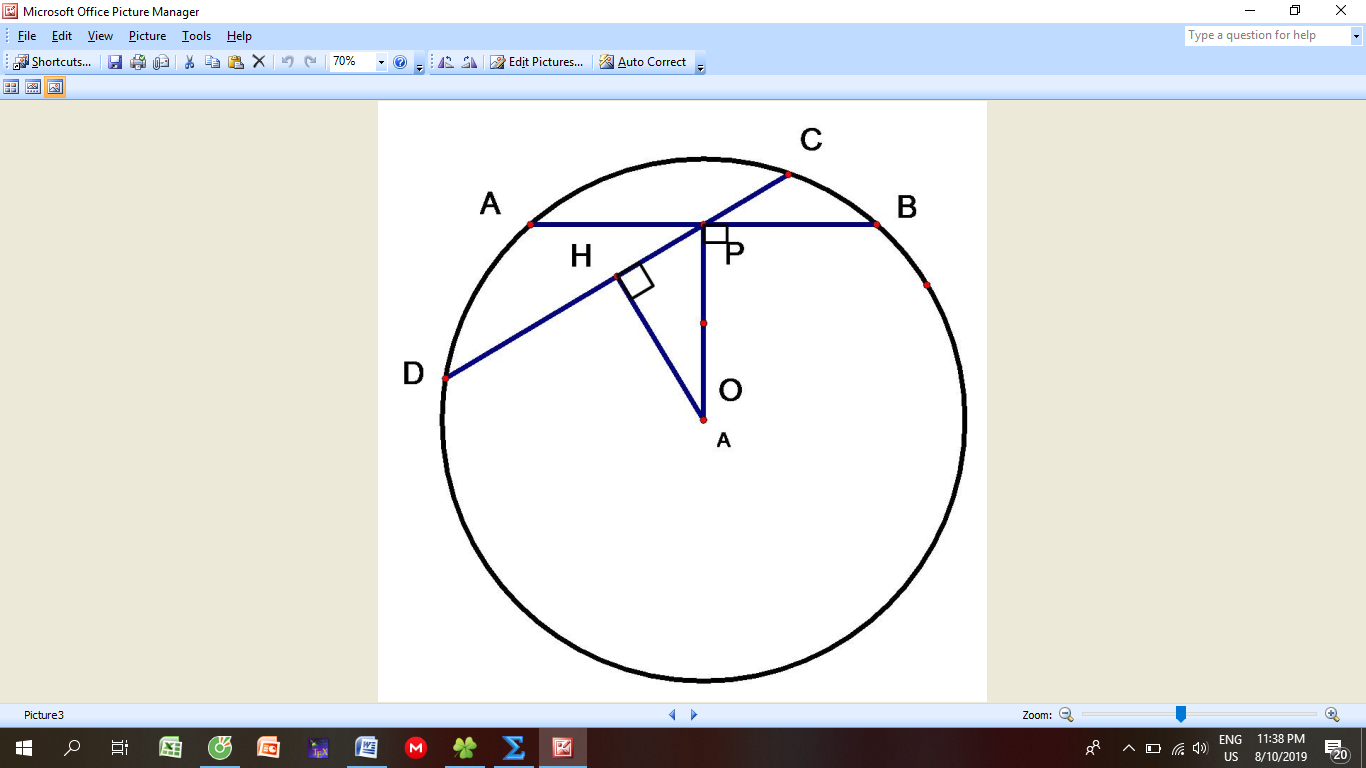 Microsoft Office Picture Manager
File Edit View Picture Tools Help
Type a question for help
Shortcuts...
70%
Edit Pictures...
Auto Correct
C
A
B
H
P
D
O
A
Picture3
Zoom:
ENG
US
11:38 PM
8/10/2019
20